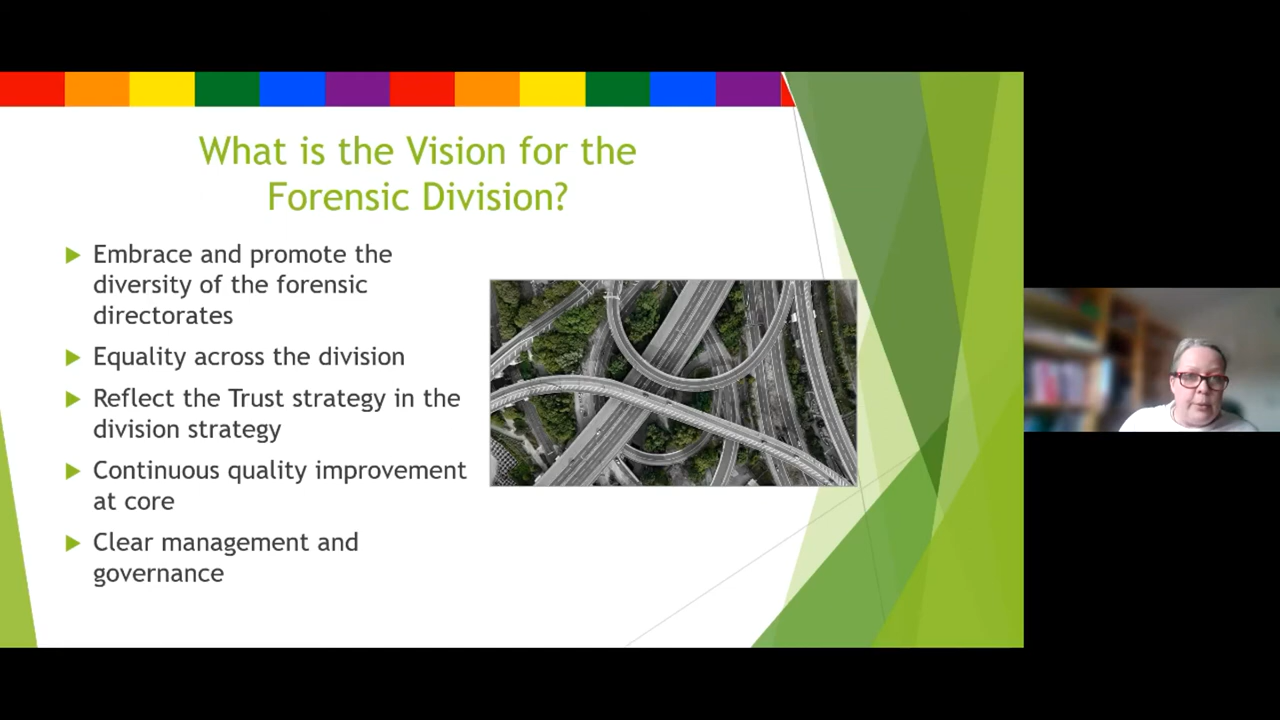 What is the Vision for the
Forensic Division?
Embrace and promote the
diversity of the forensic
directorates
Equality across the division
Reflect the Trust strategy in the
division strategy
Continuous quality improvement
at core
Clear management and
governance